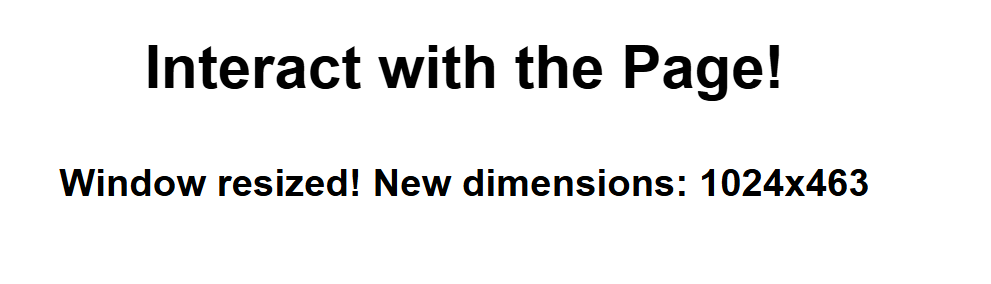 Interact with the Page!
Window resized! New dimensions: 1024x463